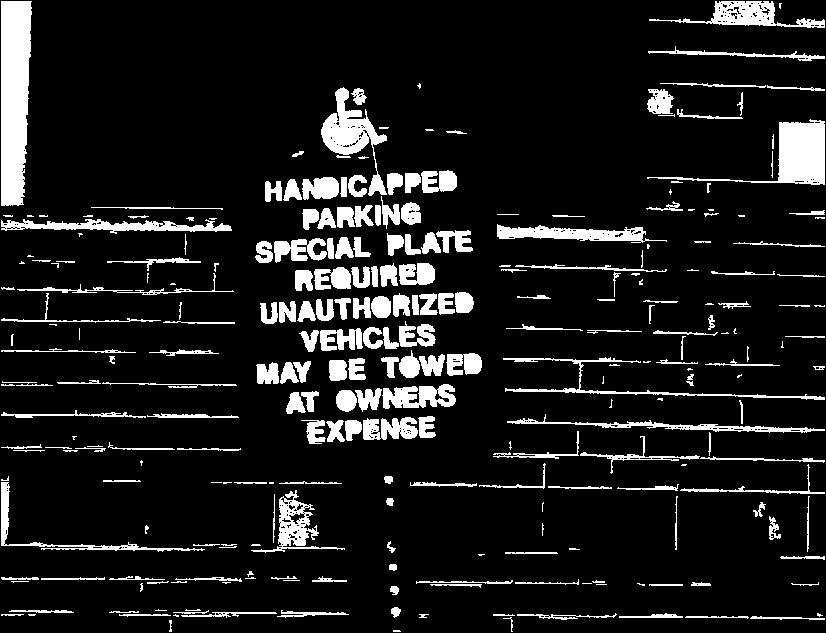 HANDICAPPED
PARKING
SPECIAL PLATE
REQUIRED
UNAUTHORIZED
VEHICLES
MAY BE TOWED
AT OWNERS
EXPENSE